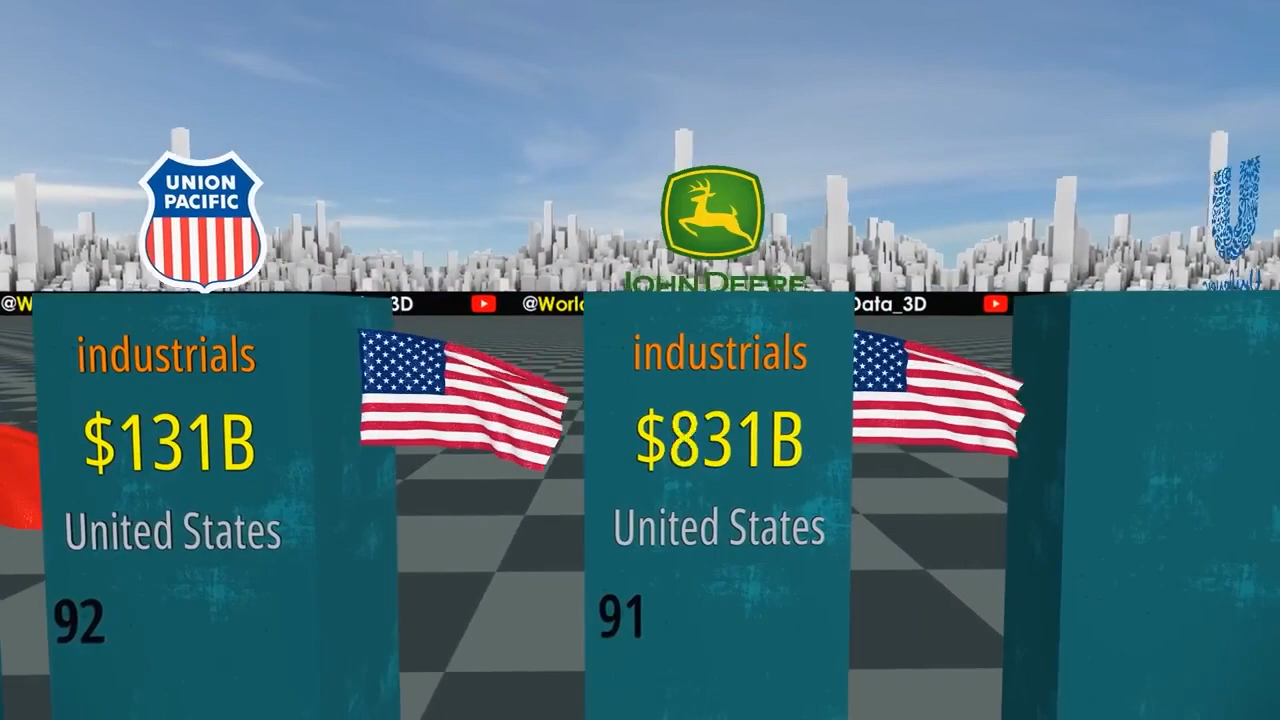 UNION
PACIFIC
JOHN DEERE
@W
3D
@World
Data_3D
industrials
$131B
United States
92
industrials
$831B
United States
91